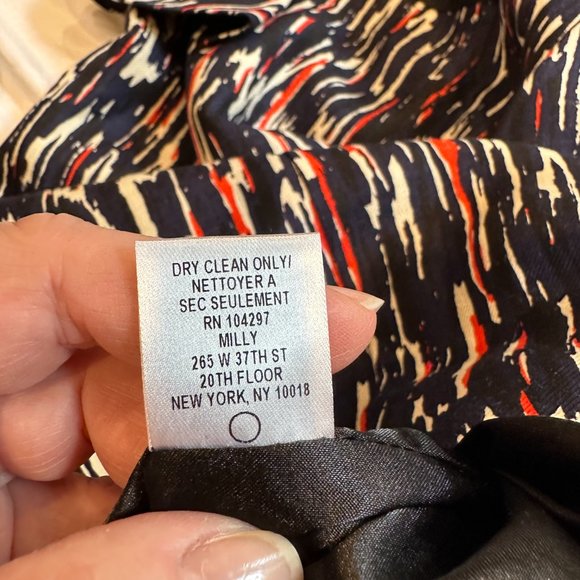 DRY CLEAN ONLY/
NETTOYER A
SEC SEULEMENT
RN 104297
MILLY
265 W 37TH ST
20TH FLOOR
NEW YORK, NY 10018